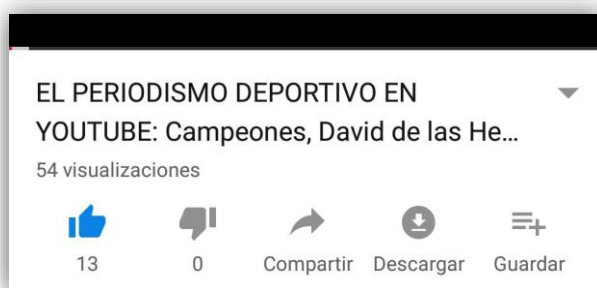 EL PERIODISMO DEPORTIVO EN
YOUTUBE: Campeones, David de las He...
54 visualizaciones
13 0 Compartir Descargar Guardar